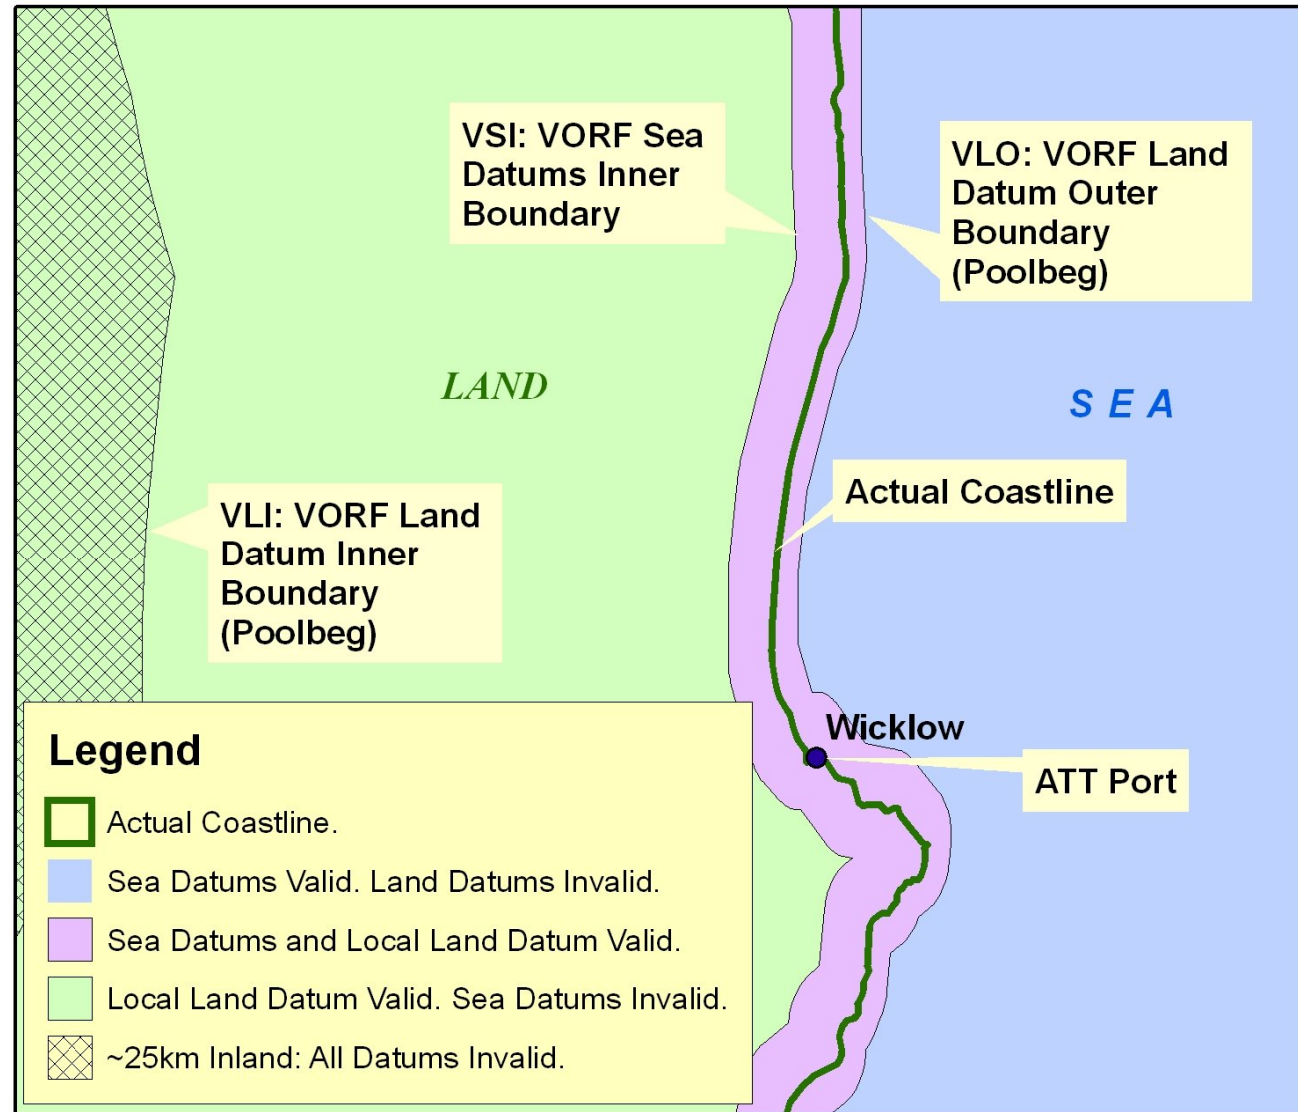 VSI: VORF Sea
Datums Inner
Boundary
VLO: VORF Land
Datum Outer
Boundary
(Poolbeg)
LAND
SEA
Actual Coastline
VLI: VORF Land
Datum Inner
Boundary
(Poolbeg)
Wicklow
ATT Port
Legend
Actual Coastline.
Sea Datums Valid. Land Datums Invalid.
Sea Datums and Local Land Datum Valid.
Local Land Datum Valid. Sea Datums Invalid.
~25km Inland: All Datums Invalid.